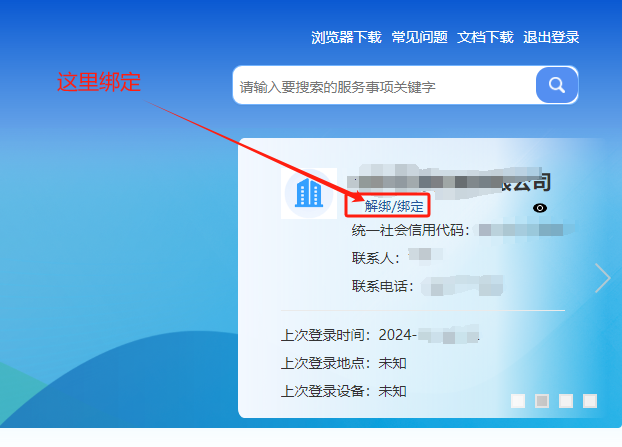 浏览器下载 常见问题 文档下载 退出登录
这里绑定
请输入要搜索的服务事项关键字
限公司
解绑/绑定
统一社会信用代码：
联系人：
联系电话：
上次登录时间：2024-
上次登录地点：未知
上次登录设备：未知